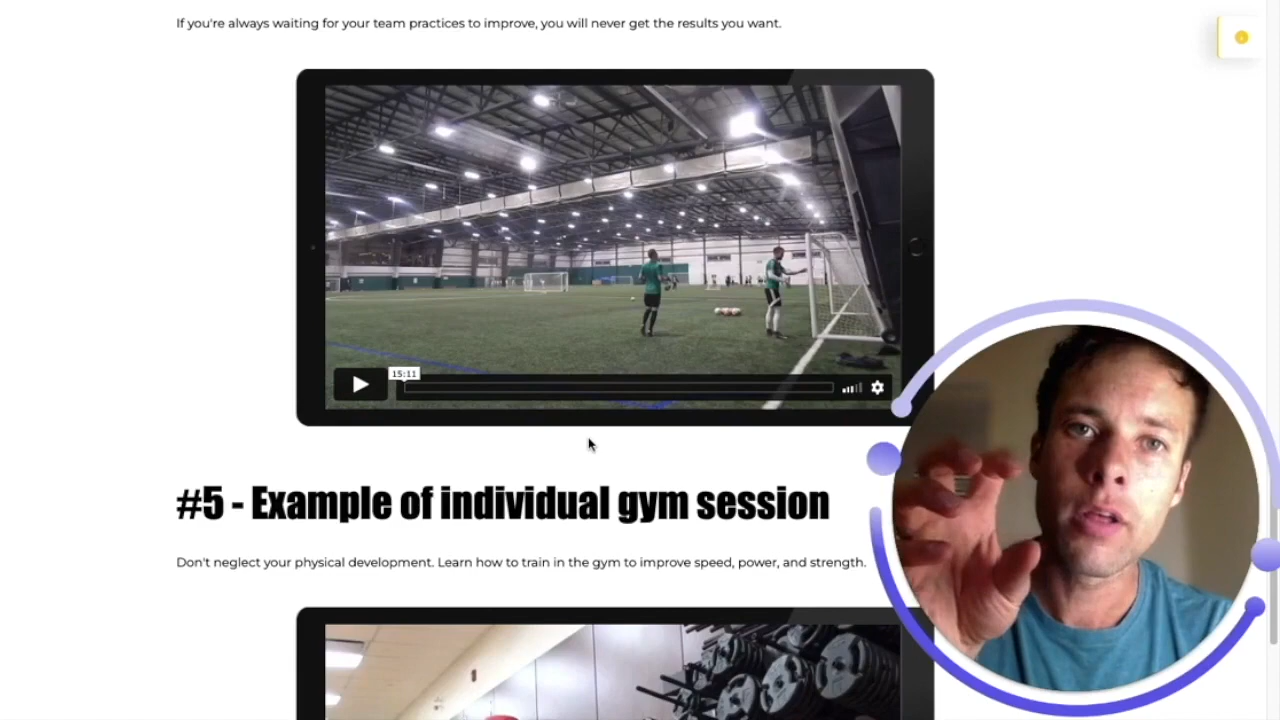 If you're always waiting for your team practices to improve, you will never get the results you want.
15:11
#5 - Example of individual gym session
Don't neglect your physical development. Learn how to train in the gym to improve speed, power, and strength.